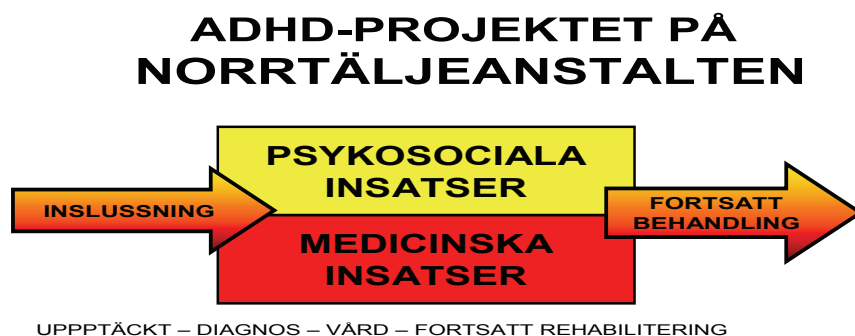 ADHD-PROJEKTET PÅ
NORRTÄLJEANSTALTEN
PSYKOSOCIALA
INSATSER
INSLUSSNING
FORTSATT
BEHANDLING
MEDICINSKA
INSATSER
UPPPTÄCKT – DIAGNOS – VÅRD – FORTSATT REHABILITERING